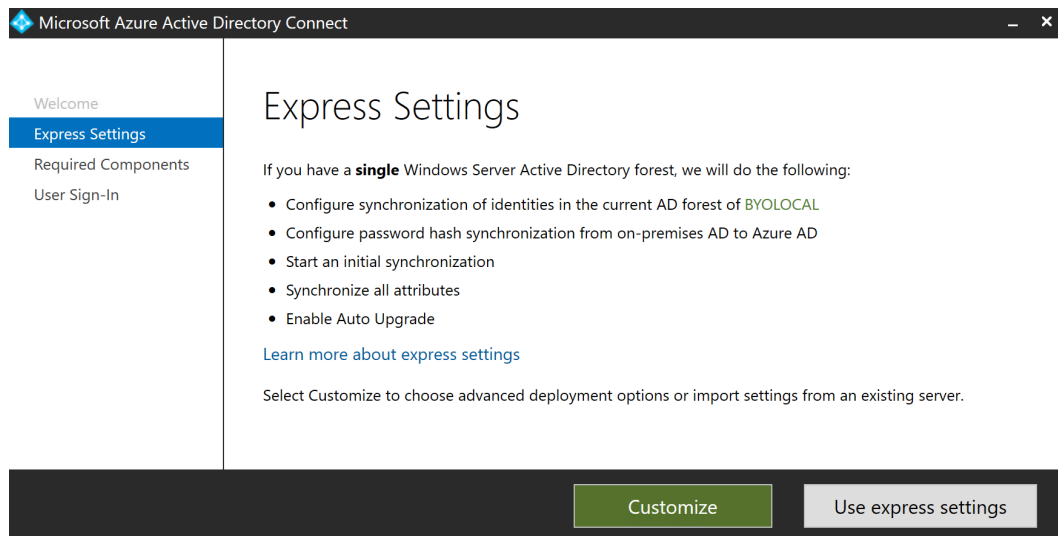 Microsoft Azure Active Directory Connect
Welcome
Express Settings
Required Components
User Sign-In
Express Settings
If you have a single Windows Server Active Directory forest, we will do the following:
Configure synchronization of identities in the current AD forest of BYOLOCAL
Configure password hash synchronization from on-premises AD to Azure AD
Start an initial synchronization
Synchronize all attributes
Enable Auto Upgrade
Learn more about express settings
Select Customize to choose advanced deployment options or import settings from an existing server.
Customize
Use express settings